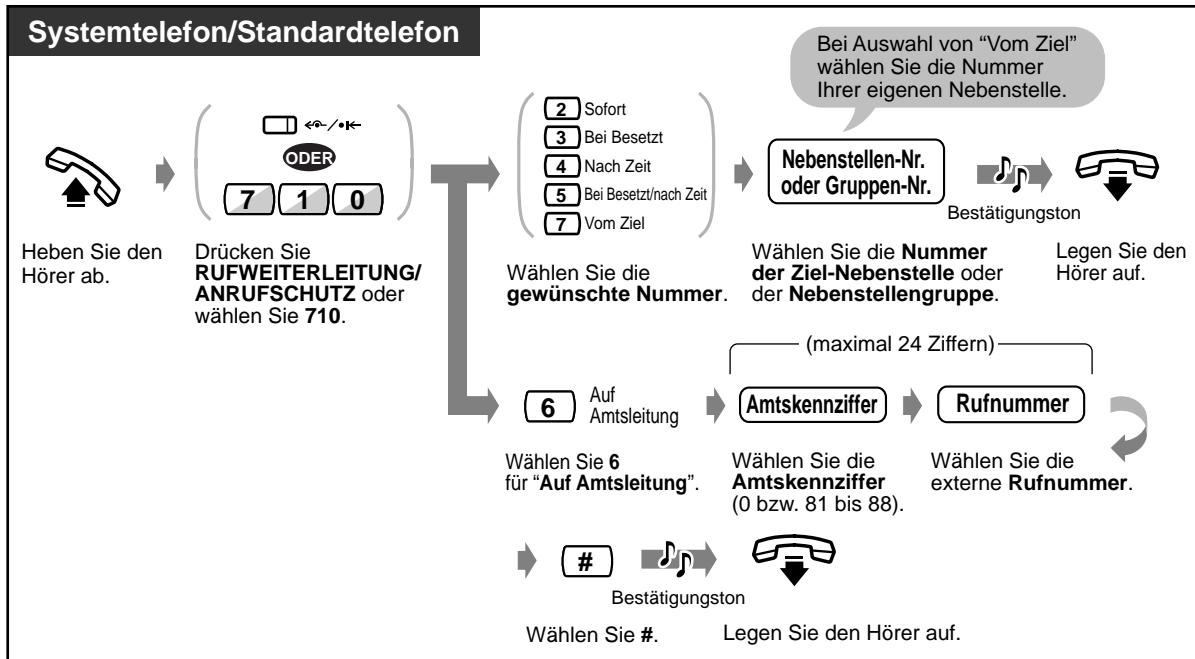 Systemtelefon/Standardtelefon
Bei Auswahl von “Vom Ziel”
wählen Sie die Nummer
Ihrer eigenen Nebenstelle.
ODER
7 1 0
2 Sofort
3 Bei Besetzt
4 Nach Zeit
5 Bei Besetzt/nach Zeit
7 Vom Ziel
Nebenstellen-Nr.
oder Gruppen-Nr.
Bestätigungston
Heben Sie den
Hörer ab.
Drücken Sie
RUFWEITERLEITUNG/
ANRUFSCHUTZ oder
wählen Sie 710.
Wählen Sie die
gewünschte Nummer.
Wählen Sie die Nummer
der Ziel-Nebenstelle oder
der Nebenstellengruppe.
Legen Sie den
Hörer auf.
(maximal 24 Ziffern)
6
Auf
Amtsleitung
Amtskennziffer
Rufnummer
Wählen Sie 6
für “Auf Amtsleitung”.
Wählen Sie die
Amtskennziffer
(0 bzw. 81 bis 88).
Wählen Sie die
externe Rufnummer.
#
Bestätigungston
Wählen Sie #.
Legen Sie den Hörer auf.